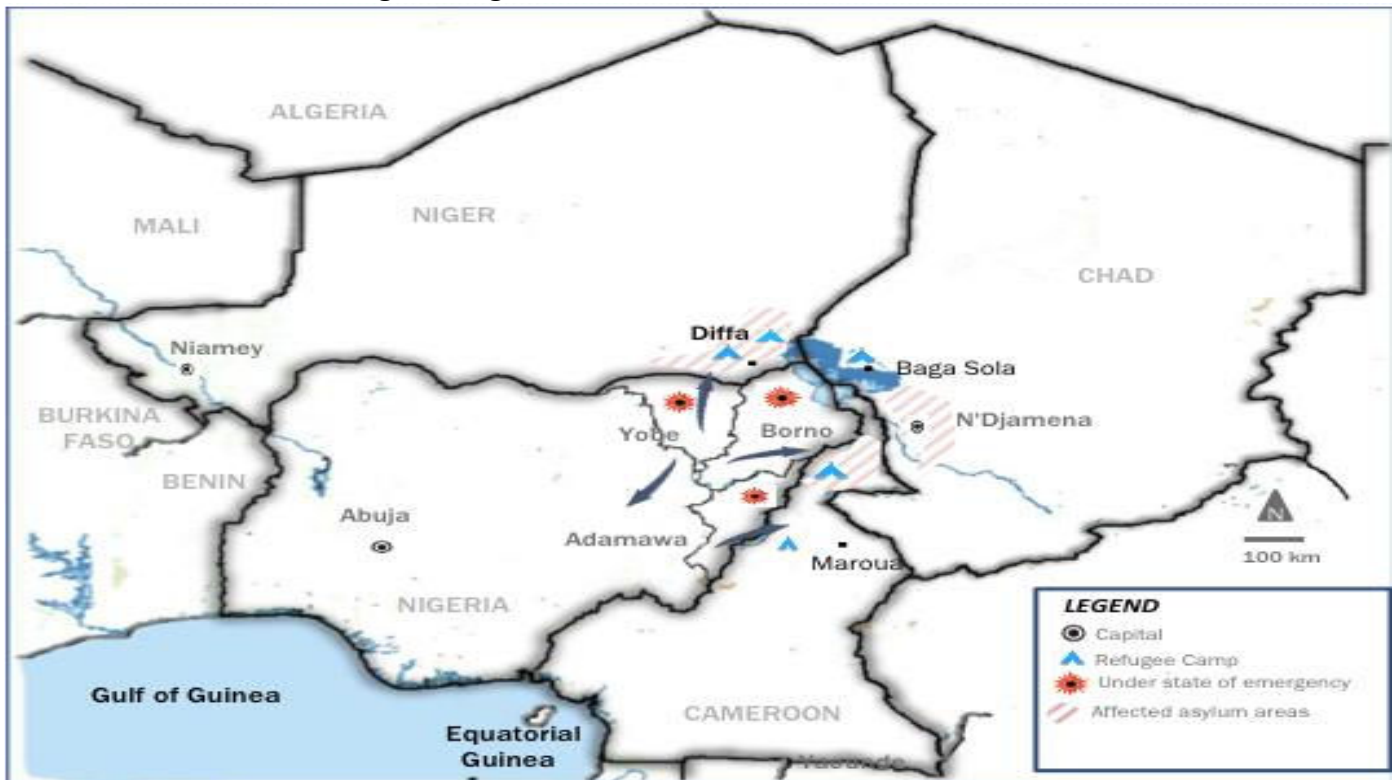 ALGERIA
MALI
NIGER
CHAD
Diffa
Niamey
Baga Sola
BURKINA
FASO
Yobe
Borno
N'Djamena
BENIN
Abuja
Adamawa
Maroua
N
100 km
NIGERIA
LEGEND
Capital
Refugee Camp
Under state of emergency
Affected asylum areas
Gulf of Guinea
CAMEROON
Equatorial
Guinea
Yaounde